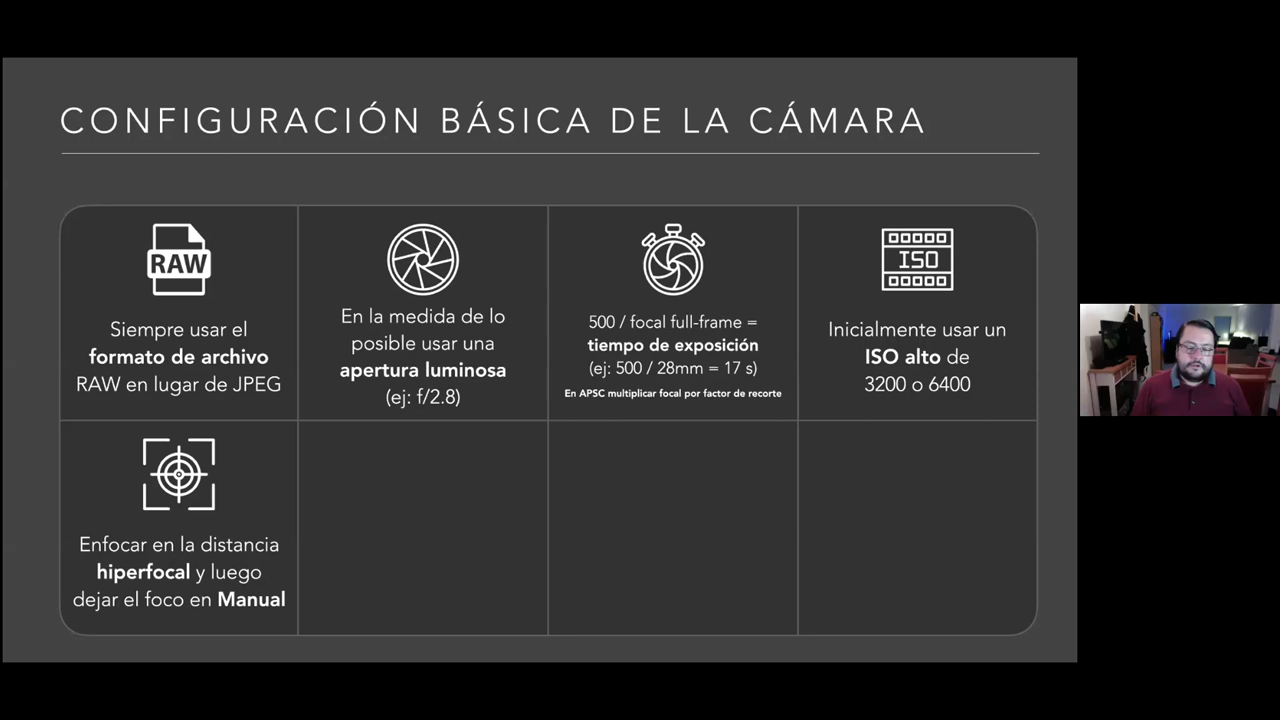 CONFIGURACIÓN BÁSICA DE LA CÁMARA
RAW
Siempre usar el
formato de archivo
RAW en lugar de JPEG
En la medida de lo
posible usar una
apertura luminosa
(ej: f/2.8)
500 / focal full-frame =
tiempo de exposición
(ej: 500 / 28mm = 17 s)
En APSC multiplicar focal por factor de recorte
ISO
Inicialmente usar un
ISO alto de
3200 o 6400
Enfocar en la distancia
hiperfocal y luego
dejar el foco en Manual